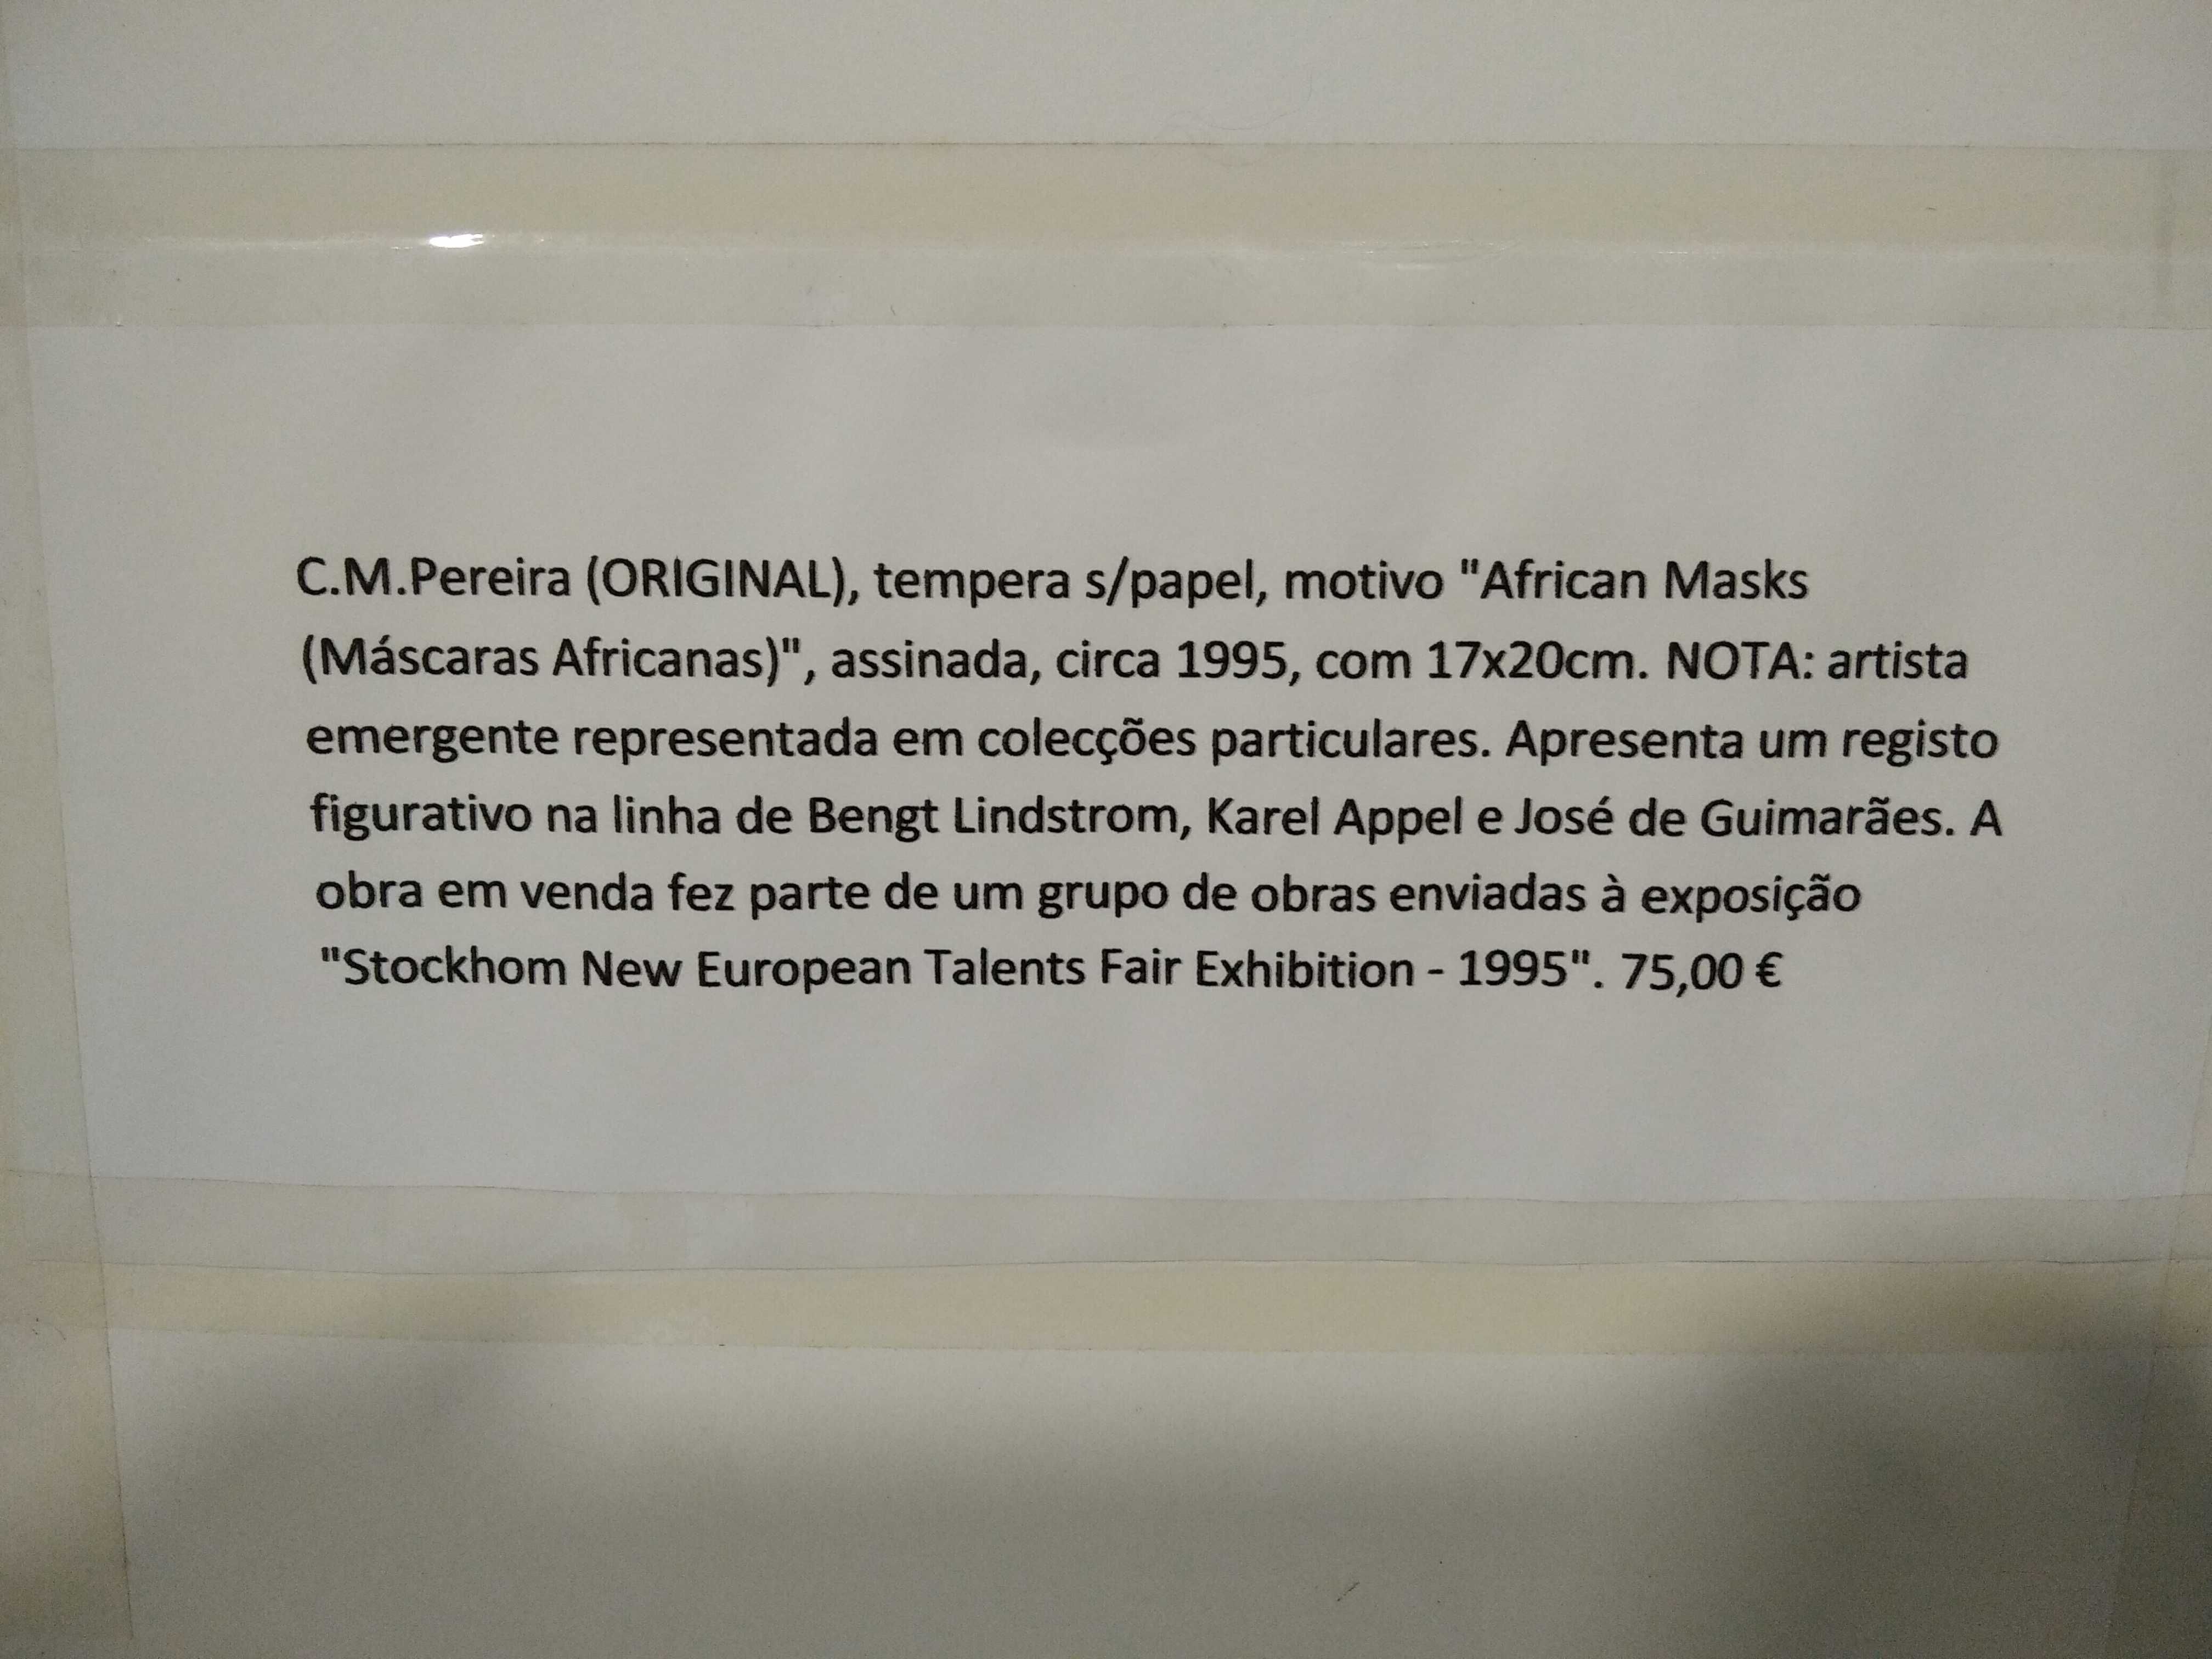 C.M.Pereira (ORIGINAL), tempera s/papel, motivo "African Masks
(Máscaras Africanas)", assinada, circa 1995, com 17x20cm. NOTA: artista
emergente representada em colecções particulares. Apresenta um registo
figurativo na linha de Bengt Lindstrom, Karel Appel e José de Guimarães. A
obra em venda fez parte de um grupo de obras enviadas à exposição
"Stockhom New European Talents Fair Exhibition - 1995". 75,00 €